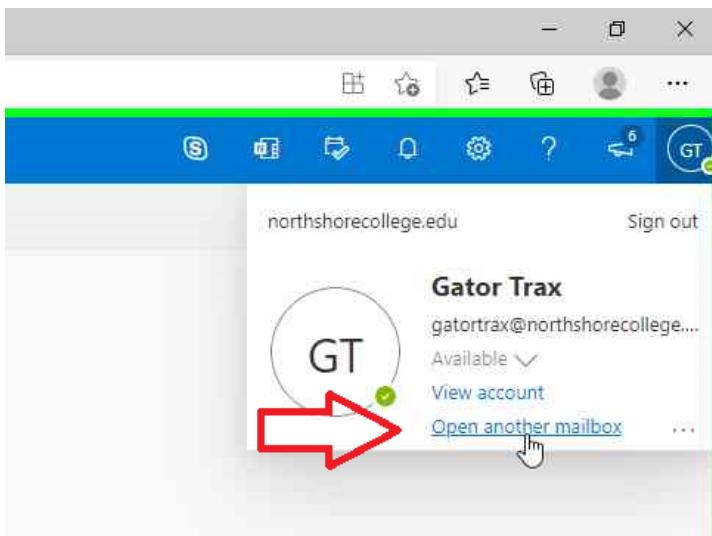 6
GT
northshorecollege.edu Sign out
Gator Trax
gatortrax@northshorecollege....
GT
Available
View account
Open another mailbox ...